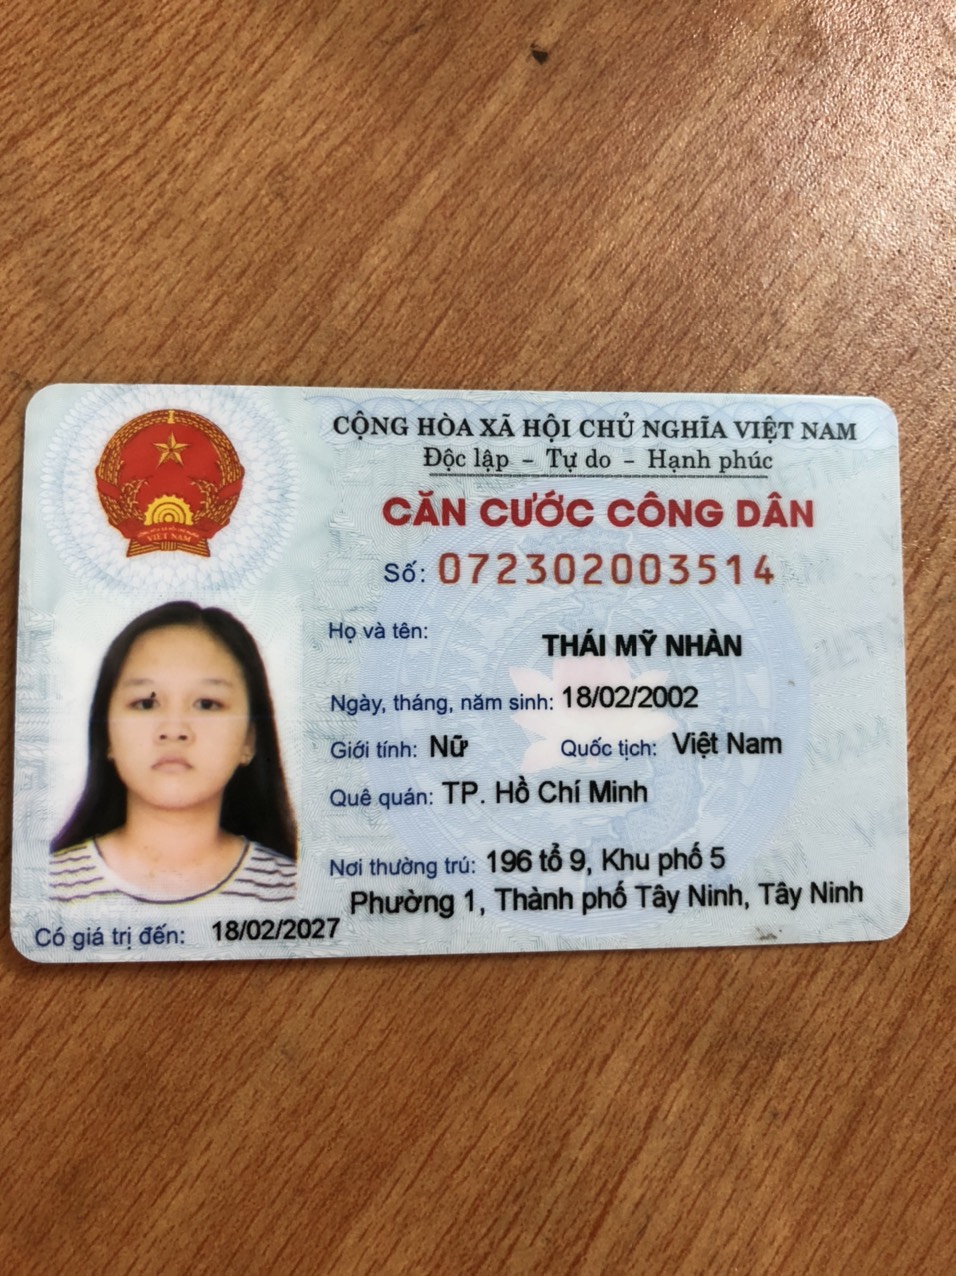 CỘNG HÒA XÃ HỘI CHỦ NGHĨA VIỆT NAM
Độc lập – Tự do – Hạnh phúc
CĂN CƯỚC CÔNG DÂN
Số: 072302003514
Họ và tên:
THÁI MỸ NHÀN
Ngày, tháng, năm sinh: 18/02/2002
Giới tính: Nữ Quốc tịch: Việt Nam
Quê quán: TP. Hồ Chí Minh
Nơi thường trú: 196 tổ 9, Khu phố 5
Phường 1, Thành phố Tây Ninh, Tây Ninh
Có giá trị đến: 18/02/2027
VIỆT NAM